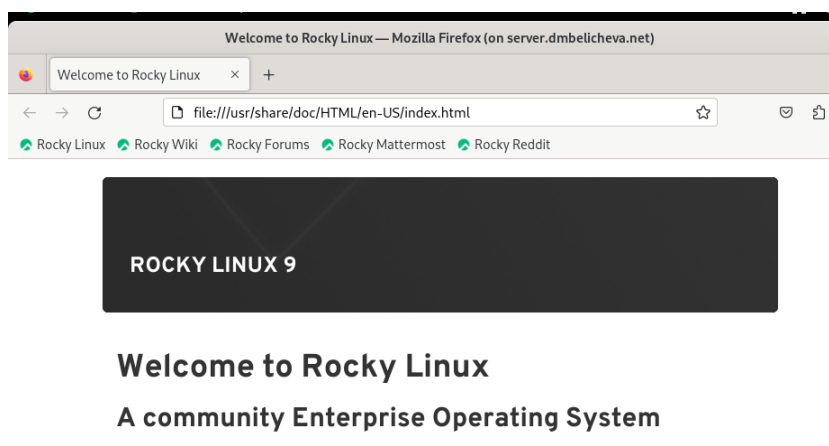 Welcome to Rocky Linux — Mozilla Firefox (on server.dmbelicheva.net)
Welcome to Rocky Linux × +
file:///usr/share/doc/HTML/en-US/index.html
Rocky Linux Rocky Wiki Rocky Forums Rocky Mattermost Rocky Reddit
ROCKY LINUX 9
Welcome to Rocky Linux
A community Enterprise Operating System